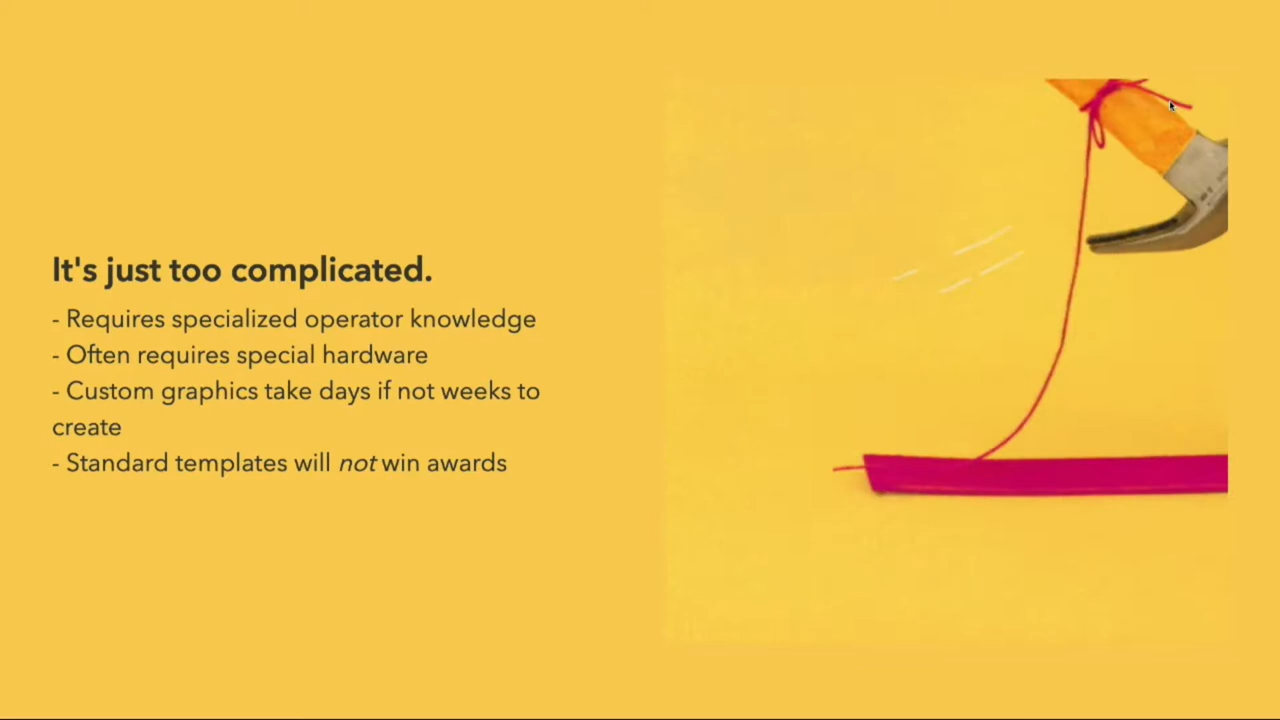 It's just too complicated.
- Requires specialized operator knowledge
- Often requires special hardware
- Custom graphics take days if not weeks to
create
- Standard templates will not win awards